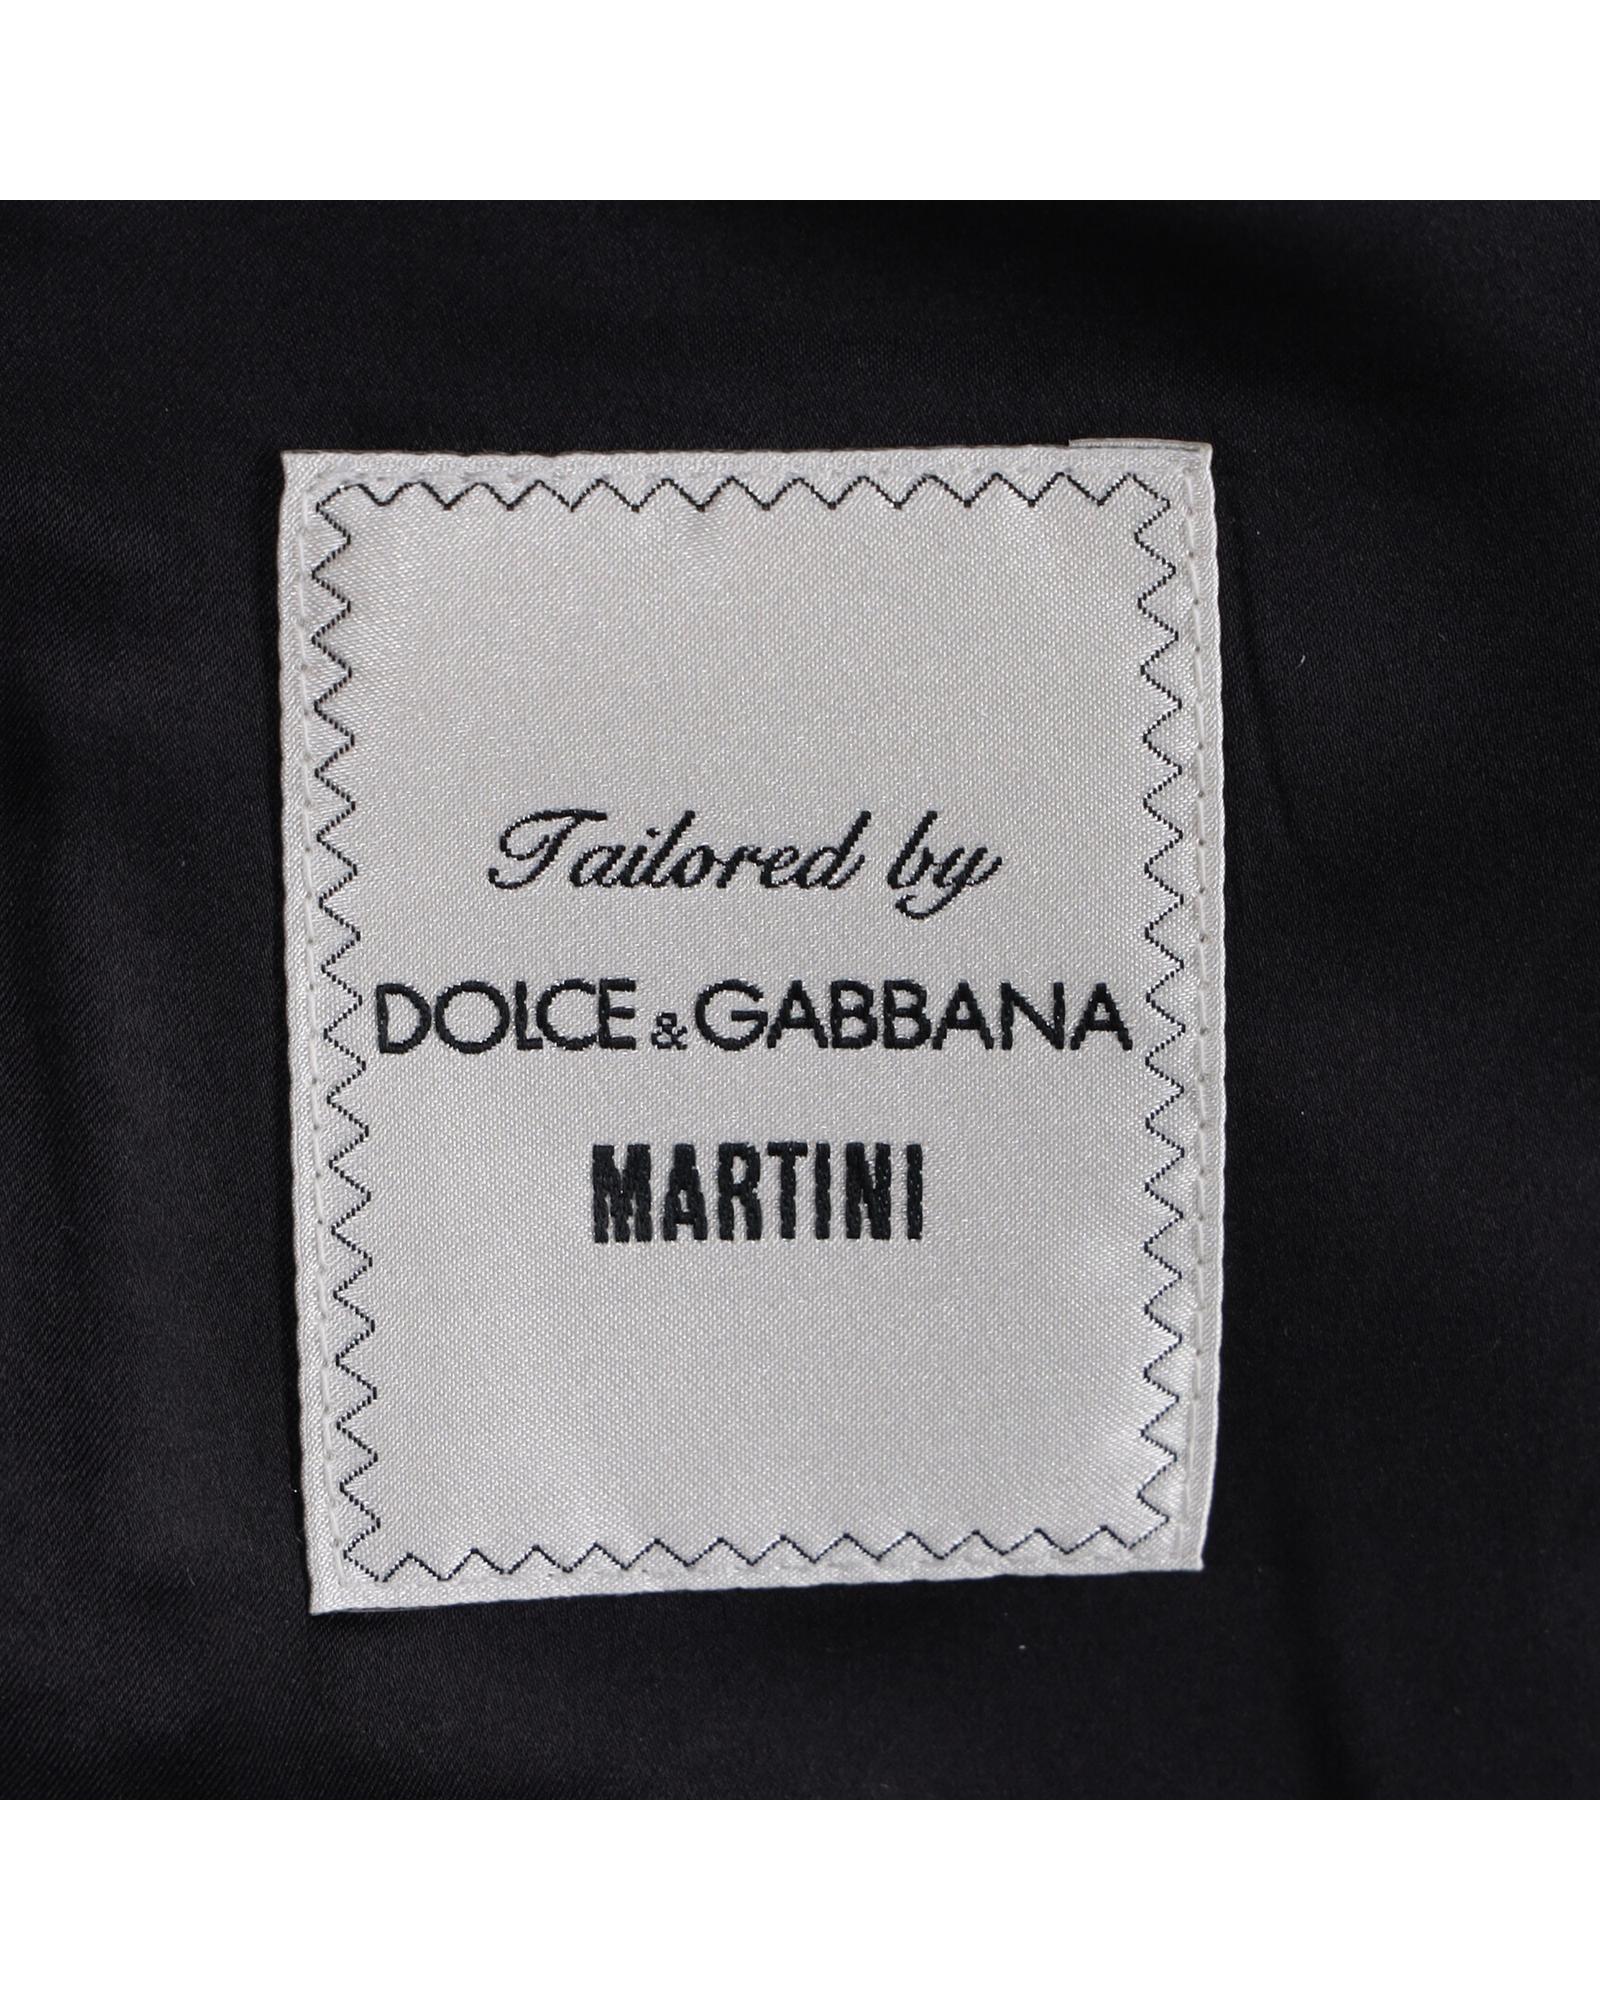 Tailored by
DOLCE & GABBANA
MARTINI